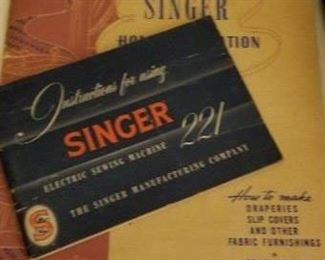 SINGER
Instructions for using
SINGER 221
ELECTRIC SEWING MACHINE
THE SINGER MANUFACTURING COMPANY
S
How to make
DRAPERIES
SLIP COVERS
AND OTHER
FABRIC FURNISHINGS